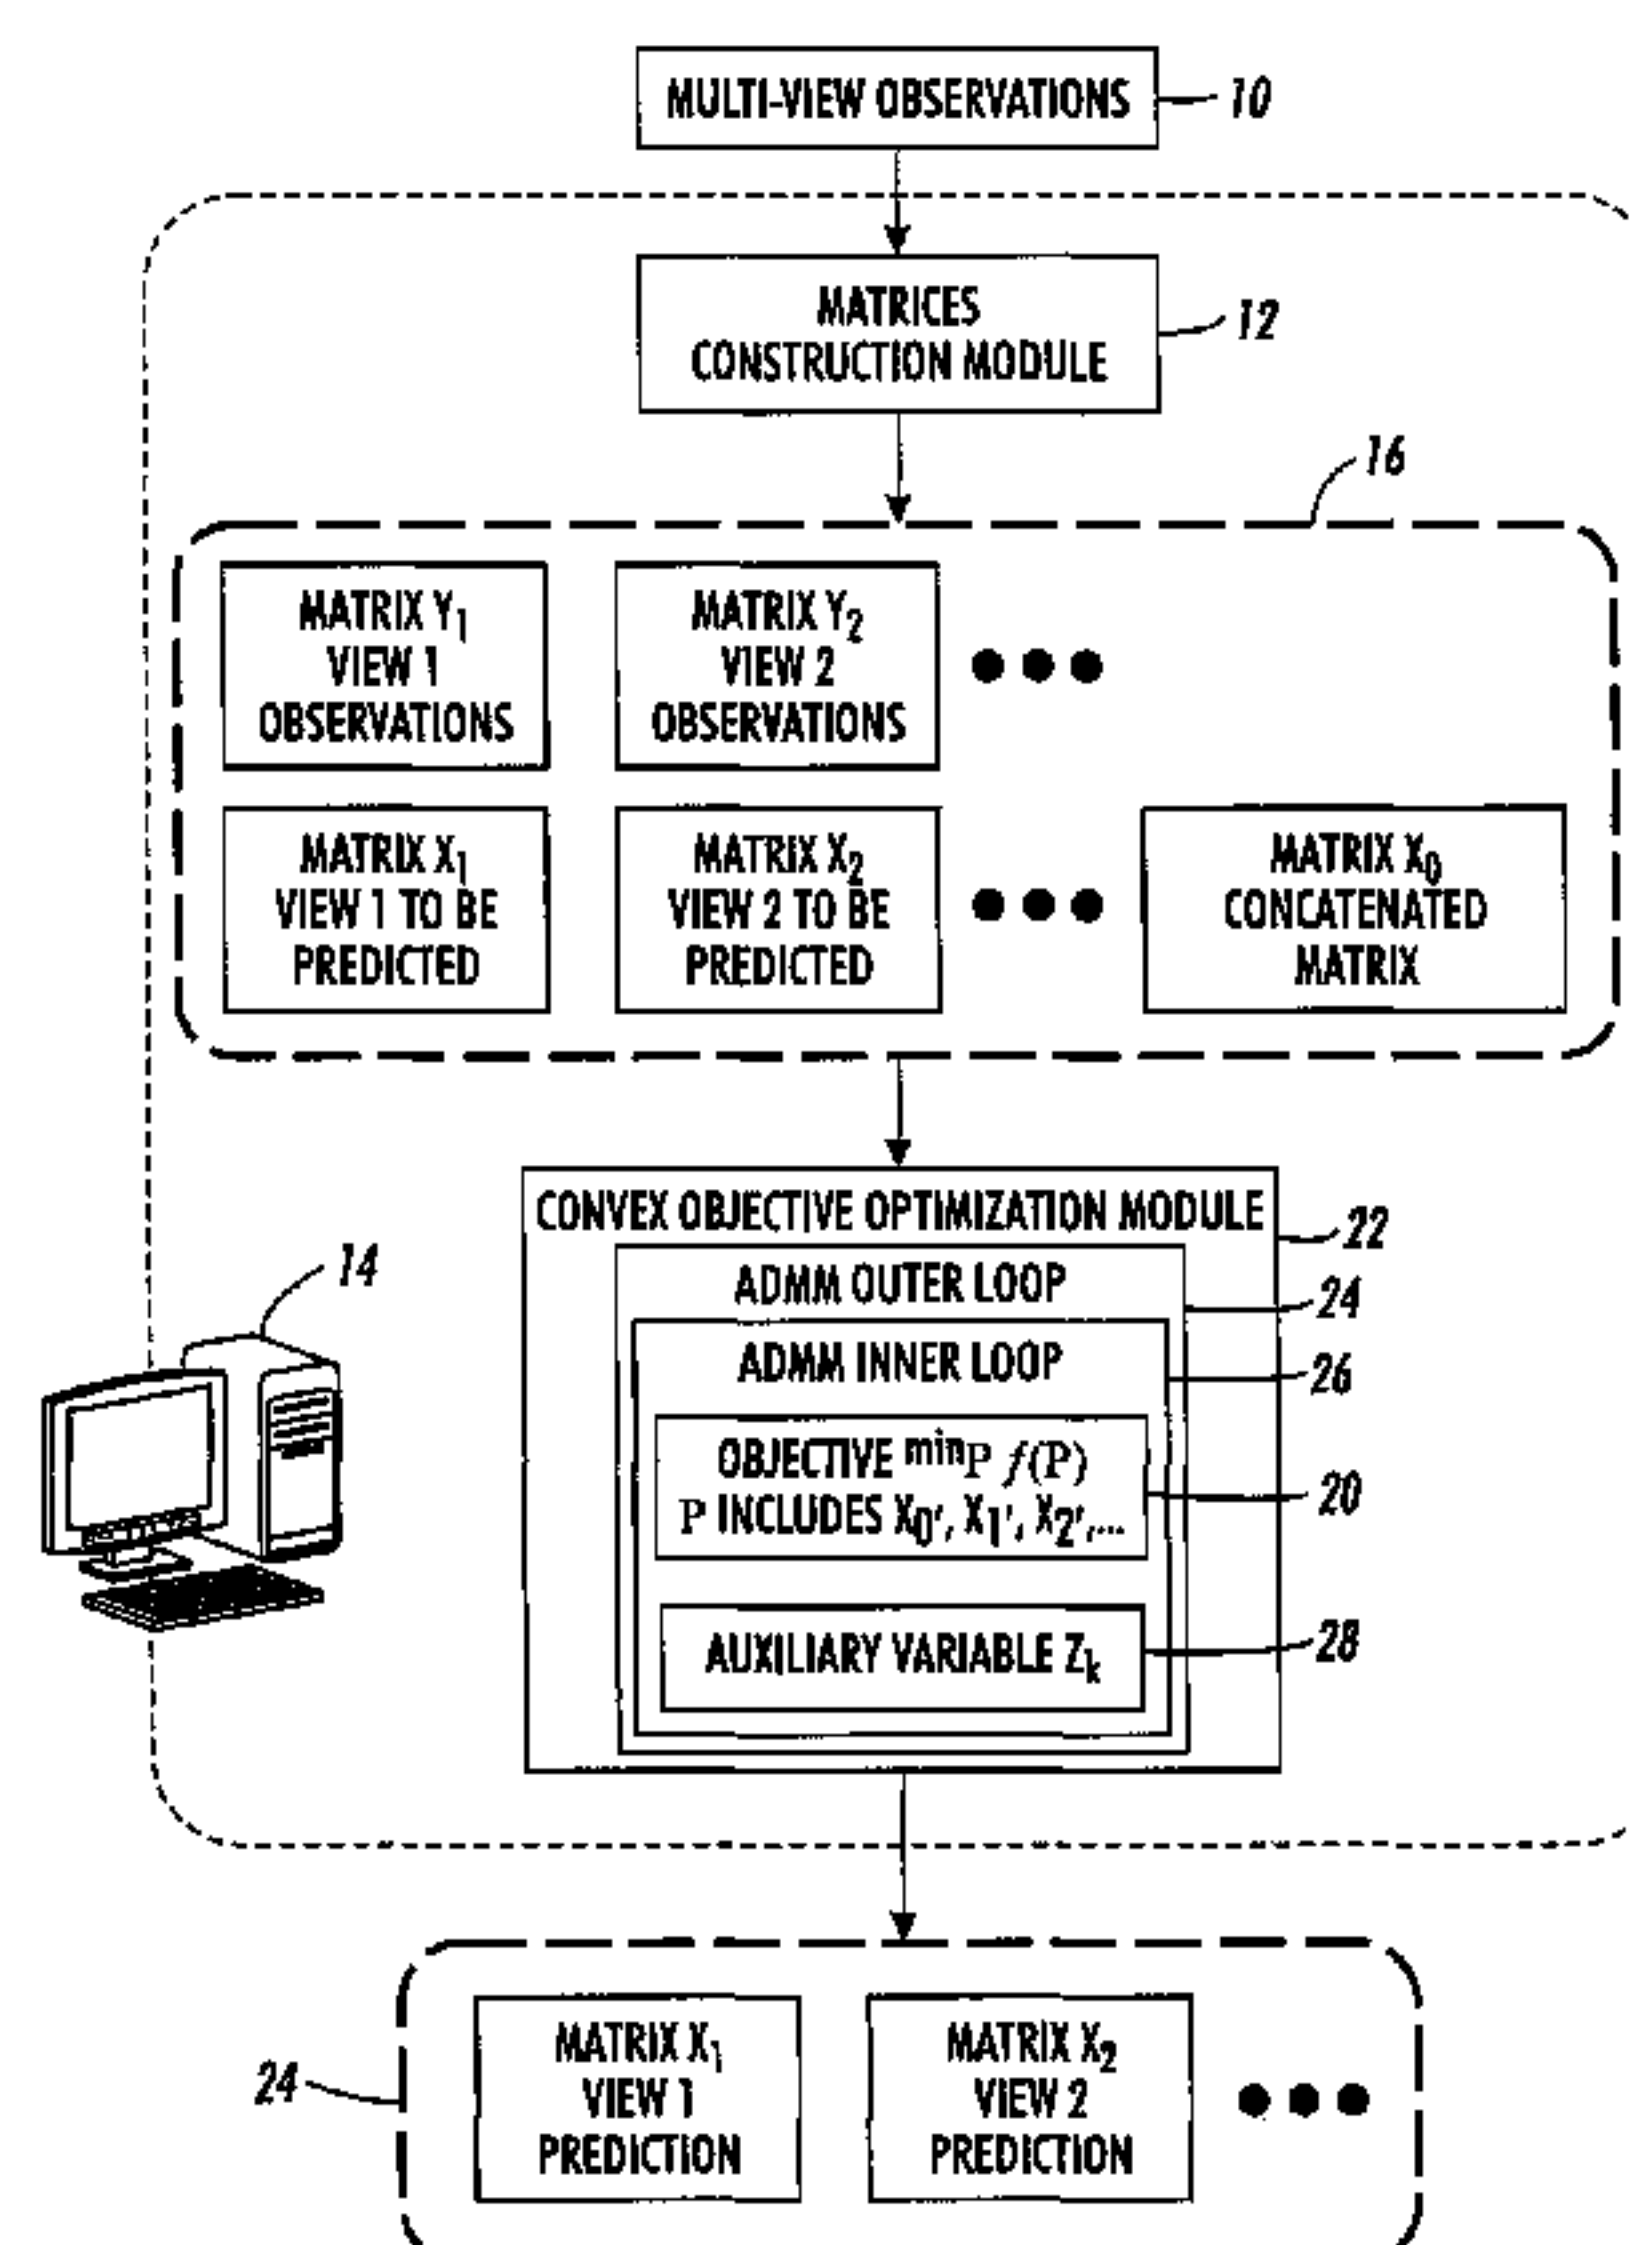 MULTI-VIEW OBSERVATIONS
10
MATRICES
CONSTRUCTION MODULE
12
16
MATRIX Y1
VIEW 1
OBSERVATIONS
MATRIX Y2
VIEW 2
OBSERVATIONS
MATRIX X1
VIEW 1 TO BE
PREDICTED
MATRIX X2
VIEW 2 TO BE
PREDICTED
MATRIX X0
CONCATENATED
MATRIX
CONVEX OBJECTIVE OPTIMIZATION MODULE
22
14
ADMM OUTER LOOP
24
ADMM INNER LOOP
26
OBJECTIVE minP f(P)
P INCLUDES X0', X1', X2',...
20
AUXILIARY VARIABLE Zk
28
24
MATRIX X1
VIEW 1
PREDICTION
MATRIX X2
VIEW 2
PREDICTION